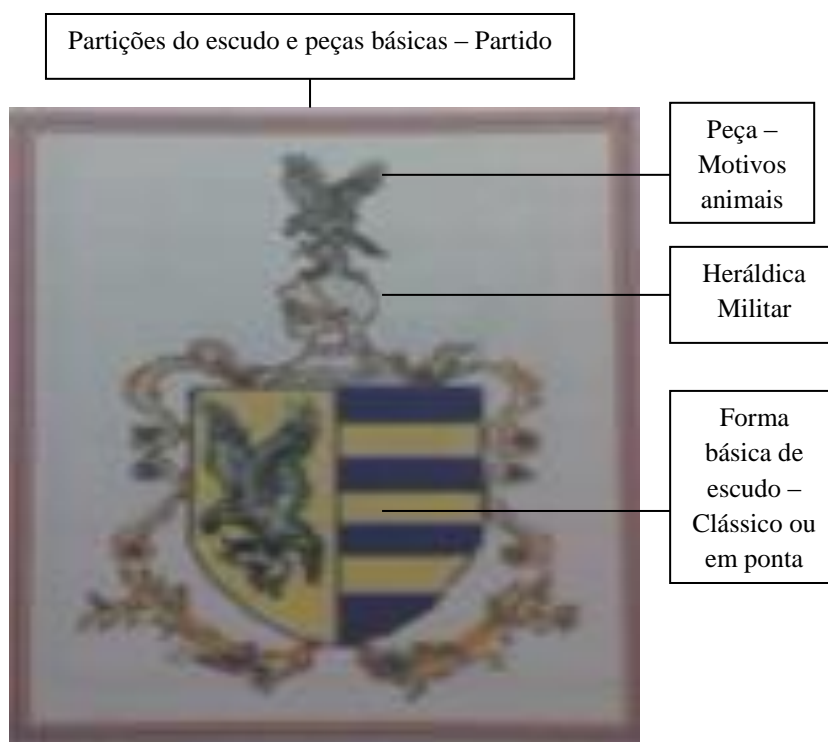 Partições do escudo e peças básicas – Partido
Peça –
Motivos
animais
Heráldica
Militar
Forma
básica de
escudo –
Clássico ou
em ponta